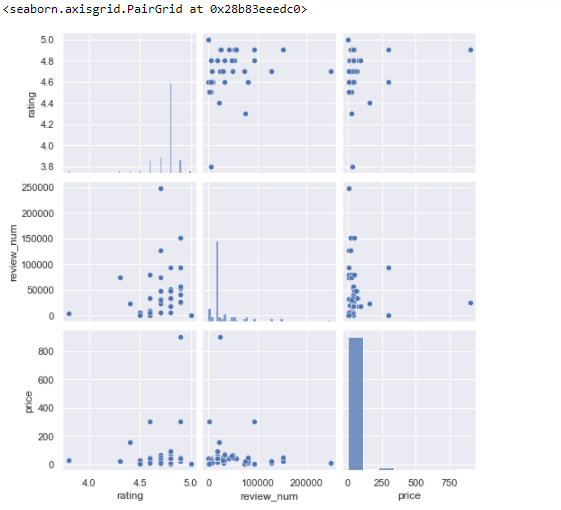 <seaborn.axisgrid.PairGrid at 0x28b83eeedc0>
5.0
4.8
4.6
4.4
4.2
4.0
3.8
rating
250000
200000
150000
100000
50000
0
review_num
800
600
400
200
0
price
4.0 4.5 5.0
rating
0 100000 200000
review_num
0 250 500 750
price